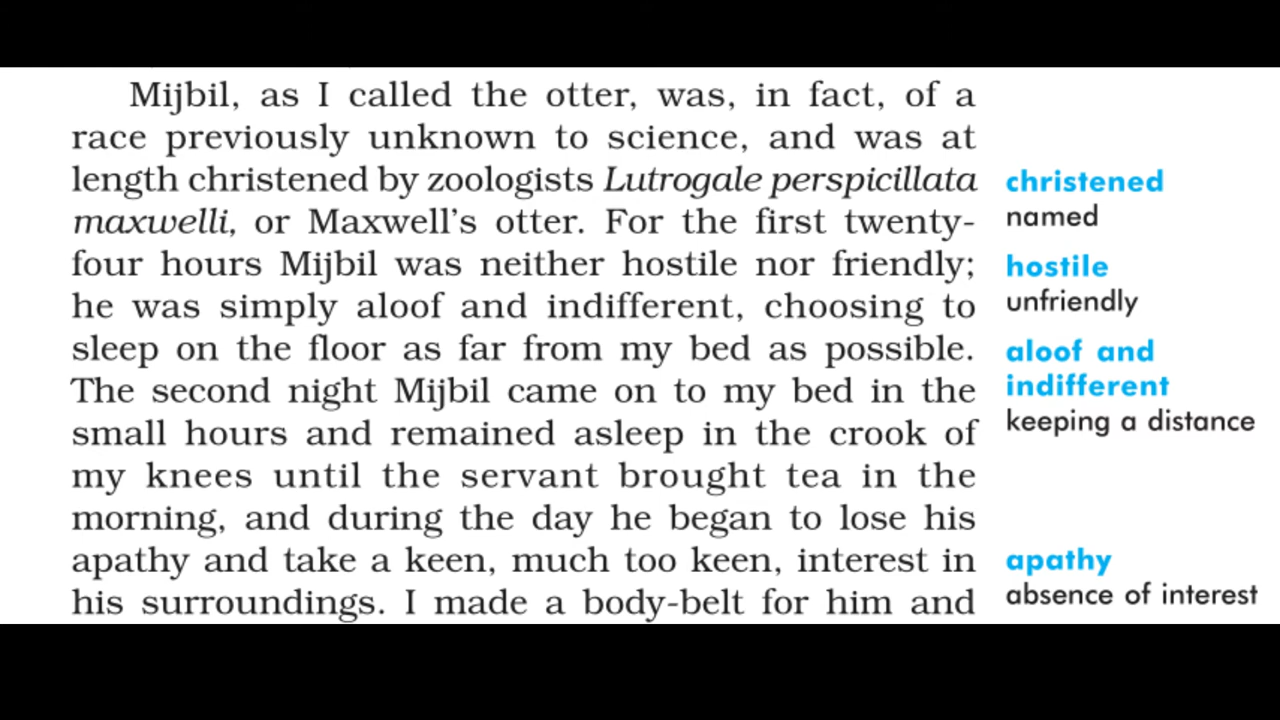 Mijbil, as I called the otter, was, in fact, of a
race previously unknown to science, and was at
length christened by zoologists Lutrogale perspicillata
maxwelli, or Maxwell's otter. For the first twenty-
four hours Mijbil was neither hostile nor friendly;
he was simply aloof and indifferent, choosing to
sleep on the floor as far from my bed as possible.
The second night Mijbil came on to my bed in the
small hours and remained asleep in the crook of
my knees until the servant brought tea in the
morning, and during the day he began to lose his
apathy and take a keen, much too keen, interest in
his surroundings. I made a body-belt for him and
christened
named
hostile
unfriendly
aloof and
indifferent
keeping a distance
apathy
absence of interest